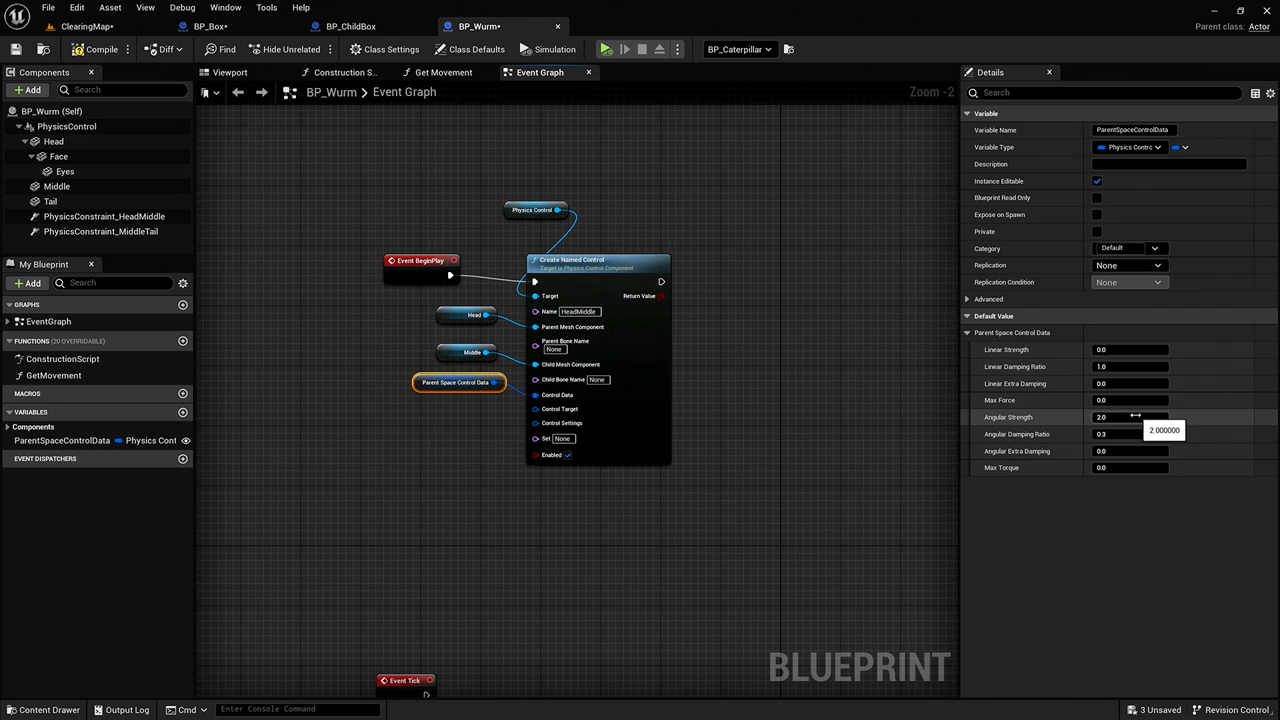 File Edit Asset View Debug Window Tools Help
ClearingMap•
BP_Box•
BP_ChildBox
BP_Wurm•
Parent class: Actor
Compile
Diff
Find
Hide Unrelated
Class Settings
Class Defaults
Simulation
BP_Caterpillar
Components
Add
Search
BP_Wurm (Self)
PhysicsControl
Head
Face
Eyes
Middle
Tail
PhysicsConstraint_HeadMiddle
PhysicsConstraint_MiddleTail
My Blueprint
Add
Search
GRAPHS
EventGraph
FUNCTIONS (20 OVERRIDABLE)
ConstructionScript
GetMovement
MACROS
VARIABLES
Components
ParentSpaceControlData Physics Cont
EVENT DISPATCHERS
Viewport
Construction S...
Get Movement
Event Graph
BP_Wurm > Event Graph
Zoom -2
Physics Control
Event BeginPlay
Create Named Control
Target is Physics Control Component
Target
Return Value
Name HeadMiddle
Head
Parent Mesh Component
Parent Bone Name
None
Middle
Child Mesh Component
Child Bone Name None
Parent Space Control Data
Control Data
Control Target
Control Settings
Set None
Enabled
Event Tick
BLUEPRINT
Details
Search
Variable
Variable Name ParentSpaceControlData
Variable Type Physics Contro
Description
Instance Editable
Blueprint Read Only
Expose on Spawn
Private
Category Default
Replication None
Replication Condition None
Advanced
Default Value
Parent Space Control Data
Linear Strength 0.0
Linear Damping Ratio 1.0
Linear Extra Damping 0.0
Max Force 0.0
Angular Strength 2.0
2.000000
Angular Damping Ratio 0.3
Angular Extra Damping 0.0
Max Torque 0.0
Content Drawer
Output Log
Cmd
Enter Console Command
3 Unsaved
Revision Control